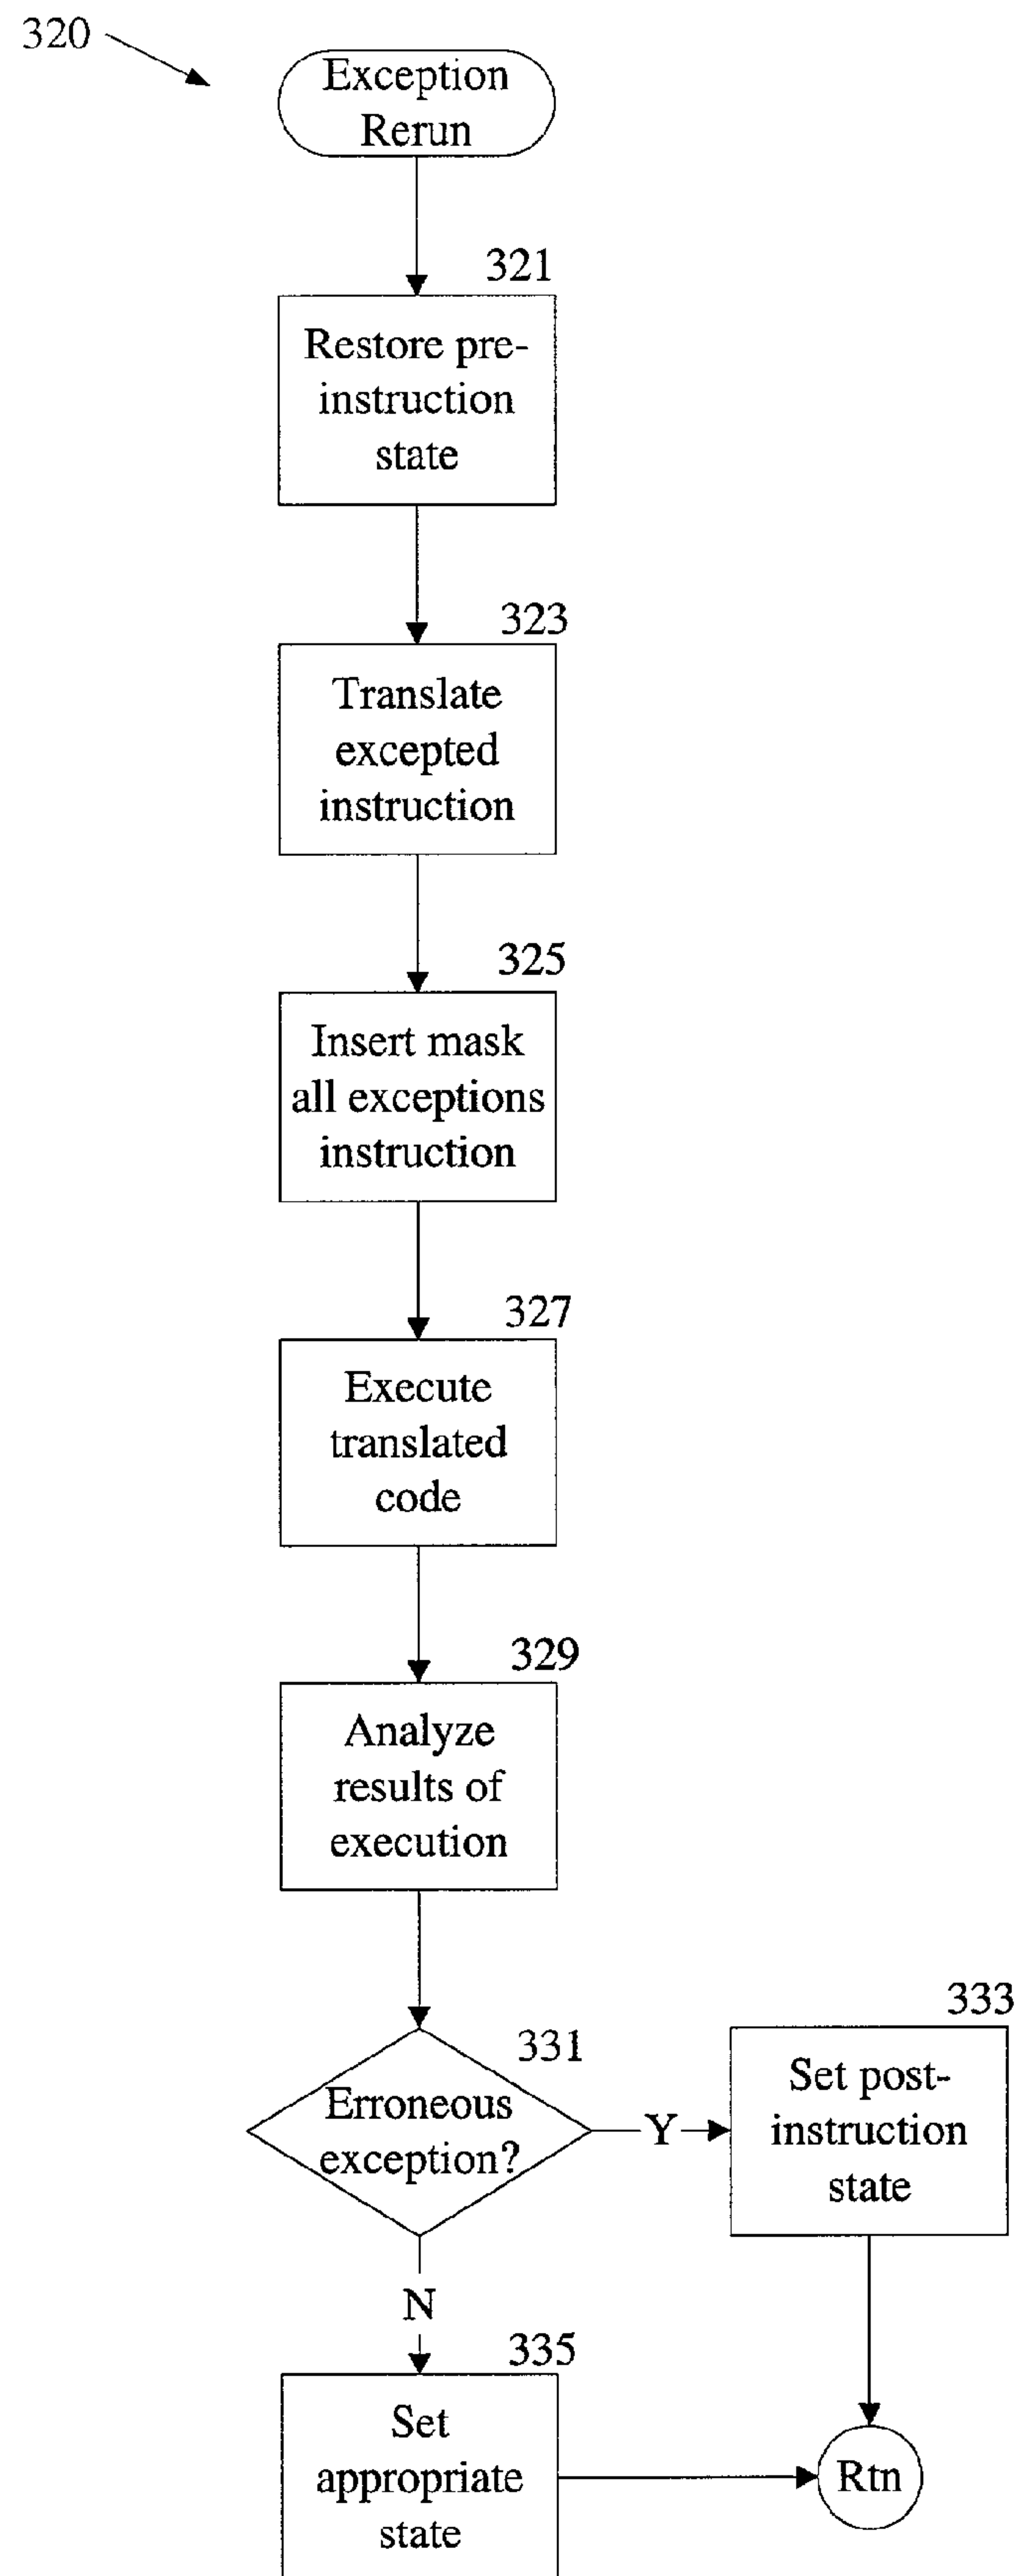 320
Exception
Rerun
321
Restore pre-
instruction
state
323
Translate
excepted
instruction
325
Insert mask
all exceptions
instruction
327
Execute
translated
code
329
Analyze
results of
execution
331
Erroneous
exception?
Y
333
Set post-
instruction
state
N
335
Set
appropriate
state
Rtn